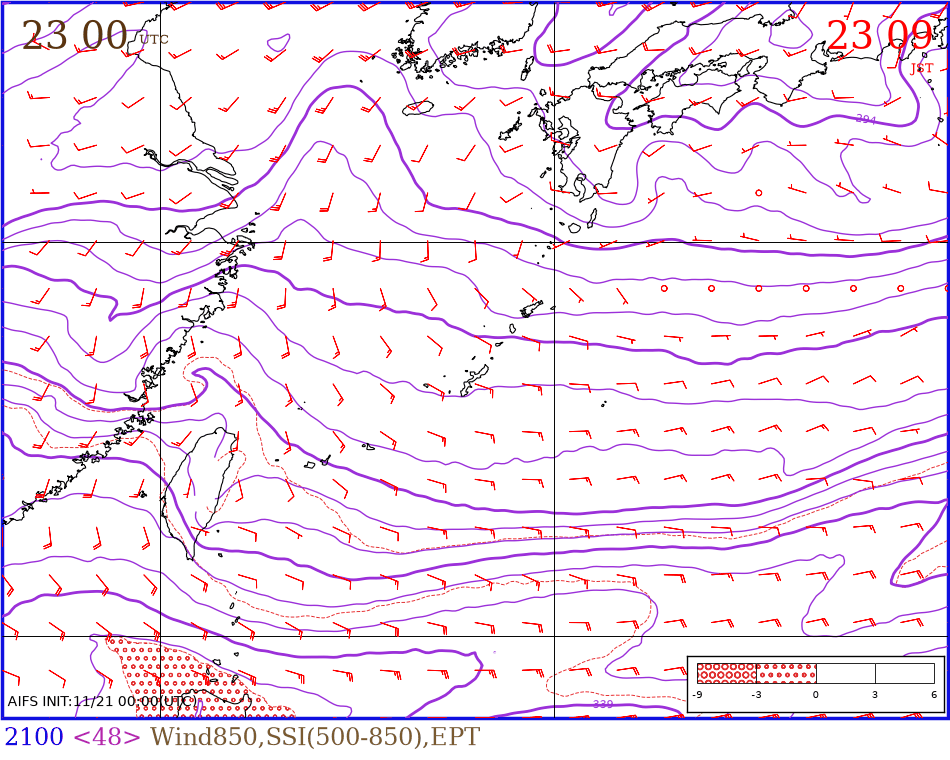 23 00 UTC
23 09
JST
294
339
AIFS INIT:11/21 00:00(UTC)
-9 -3 0 3 6
2100 <48> Wind850,SSI(500-850),EPT